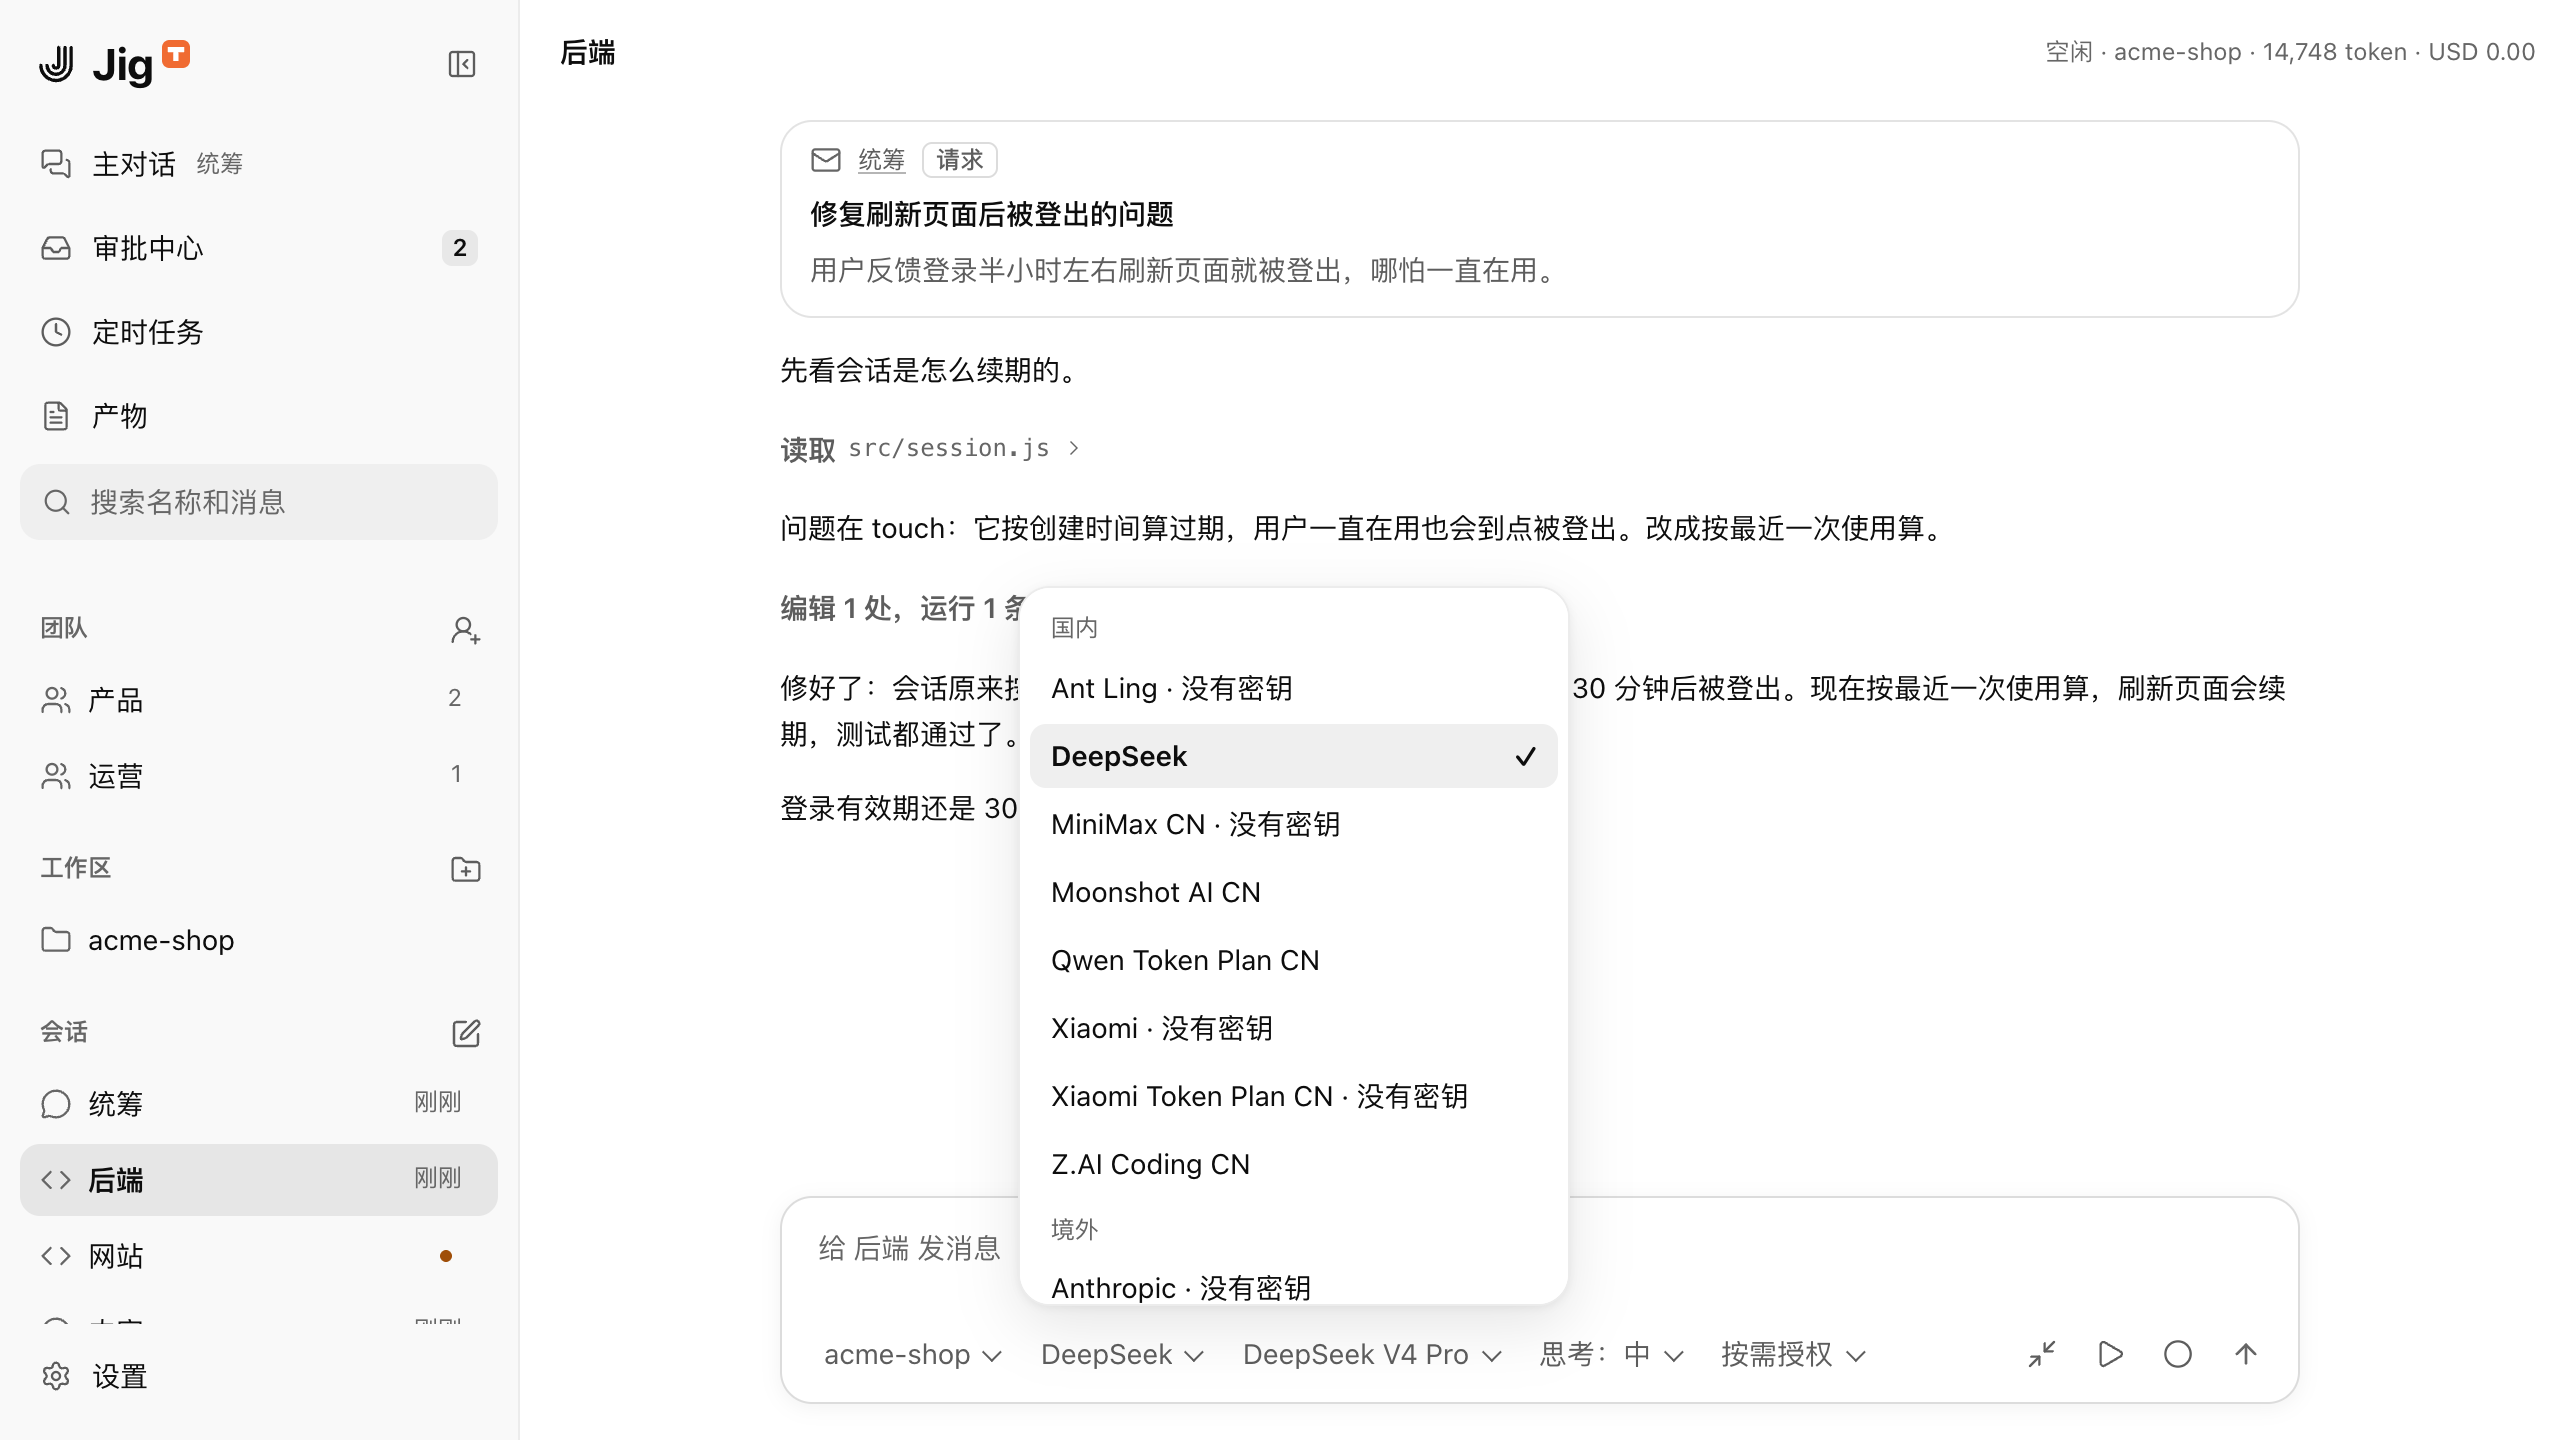 Jig T
主对话 统筹
审批中心 2
定时任务
产物
搜索名称和消息
团队
产品 2
运营 1
工作区
acme-shop
会话
统筹 刚刚
后端 刚刚
网站
设置
后端
空闲 · acme-shop · 14,748 token · USD 0.00
统筹 请求
修复刷新页面后被登出的问题
用户反馈登录半小时左右刷新页面就被登出，哪怕一直在用。
先看会话是怎么续期的。
读取 src/session.js
问题在 touch：它按创建时间算过期，用户一直在用也会到点被登出。改成按最近一次使用算。
编辑 1 处，运行 1 条
修好了：会话原来按
30 分钟后被登出。现在按最近一次使用算，刷新页面会续
期，测试都通过了。
登录有效期还是 30
国内
Ant Ling · 没有密钥
DeepSeek
MiniMax CN · 没有密钥
Moonshot AI CN
Qwen Token Plan CN
Xiaomi · 没有密钥
Xiaomi Token Plan CN · 没有密钥
Z.AI Coding CN
境外
Anthropic · 没有密钥
给 后端 发消息
acme-shop DeepSeek DeepSeek V4 Pro 思考：中 按需授权